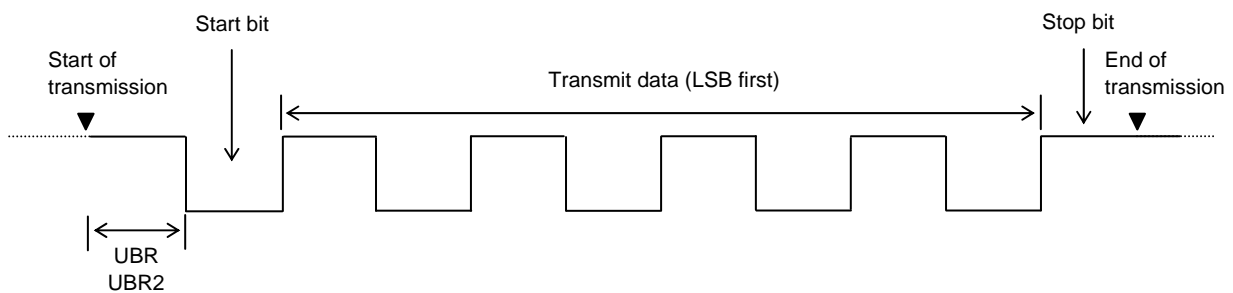 Start bit
Stop bit
Start of
transmission
Transmit data (LSB first)
End of
transmission
UBR
UBR2